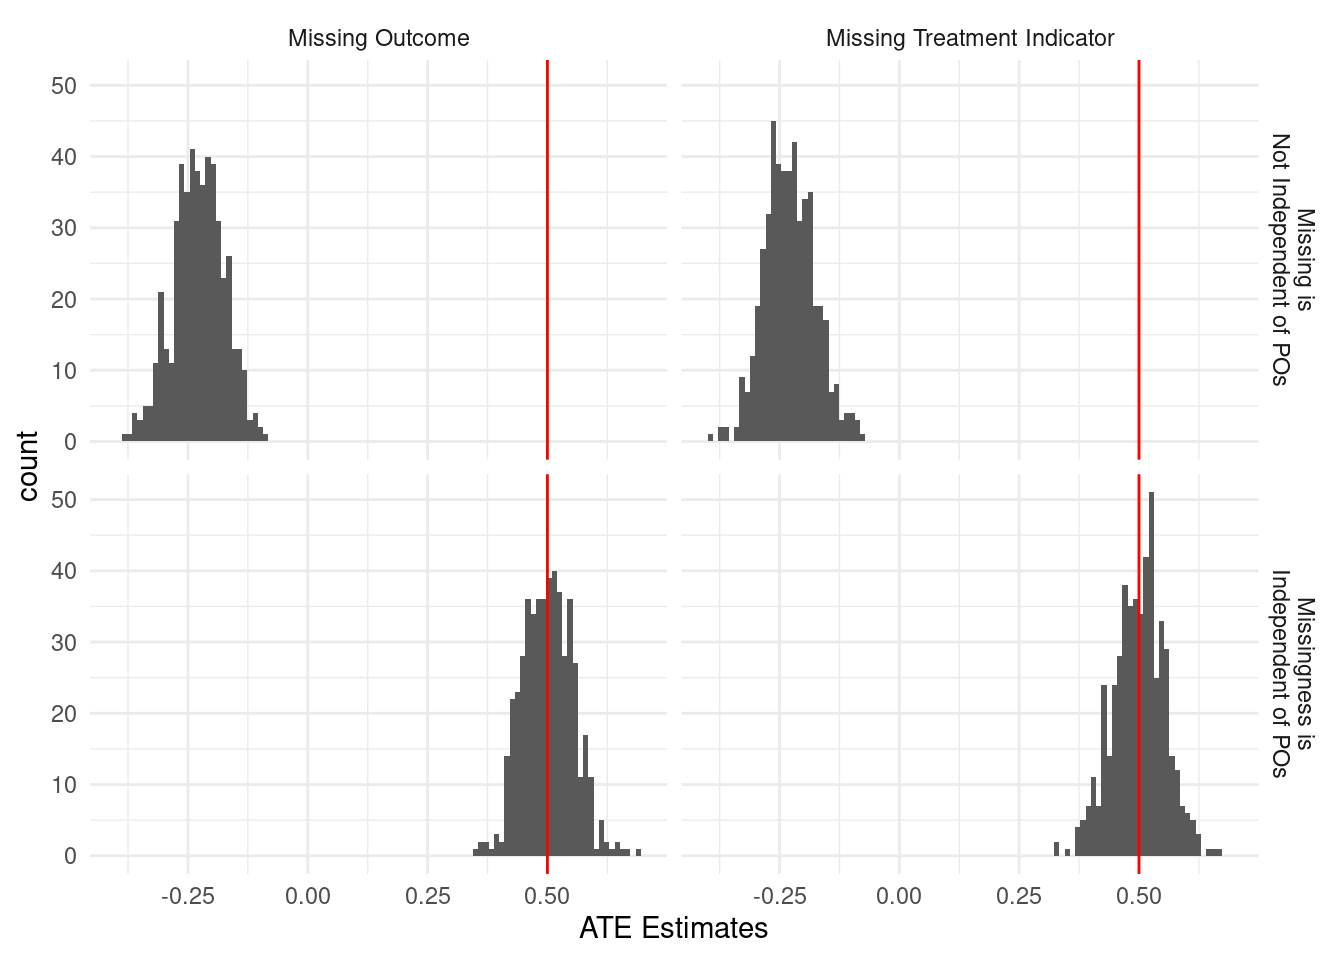 Missing Outcome
Missing Treatment Indicator
50
40
30
20
10
0
Missing is
Not Independent of POs
50
40
30
20
10
0
Missingness is
Independent of POs
count
-0.25
0.00
0.25
0.50
-0.25
0.00
0.25
0.50
ATE Estimates